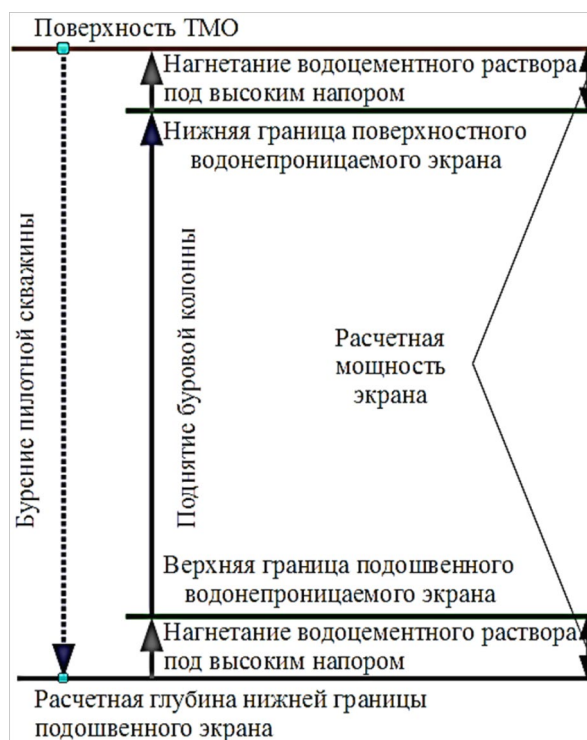 Поверхность ТМО
Нагнетание водоцементного раствора
под высоким напором
Нижняя граница поверхностного
водонепроницаемого экрана
Бурение пилотной скважины
Поднятие буровой колонны
Расчетная
мощность
экрана
Верхняя граница подошвенного
водонепроницаемого экрана
Нагнетание водоцементного раствора
под высоким напором
Расчетная глубина нижней границы
подошвенного экрана